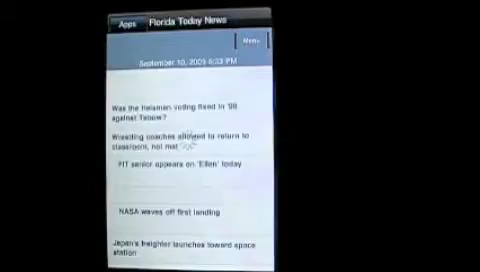 Apps Florida Today News
Menu
September 10, 2009 6:33 PM
Was the heisman voting fixed in '08
against Tebow?
Wrestling coaches allowed to return to
classroom, not mat
FIT senior appears on 'Ellen' today
NASA waves off first landing
Japan's freighter launches toward space
station